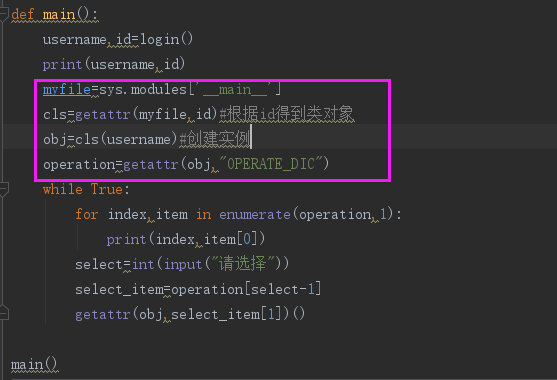 def main():
    username,id=login()
    print(username,id)
    myfile=sys.modules['__main__']
    cls=getattr(myfile,id)#根据id得到类对象
    obj=cls(username)#创建实例
    operation=getattr(obj,"OPERATE_DIC")
    while True:
        for index,item in enumerate(operation,1):
            print(index,item[0])
        select=int(input("请选择"))
        select_item=operation[select-1]
        getattr(obj,select_item[1])()
main()